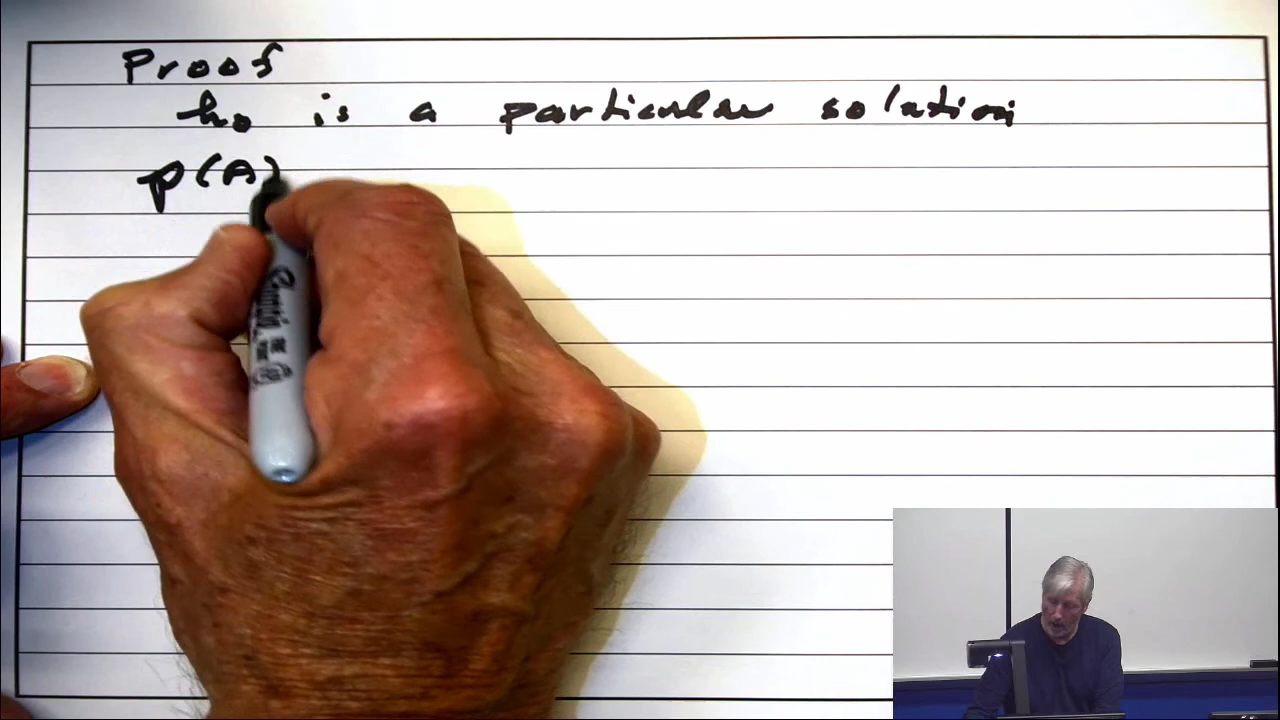 Proof
h₀ is a particular solution
p(A)